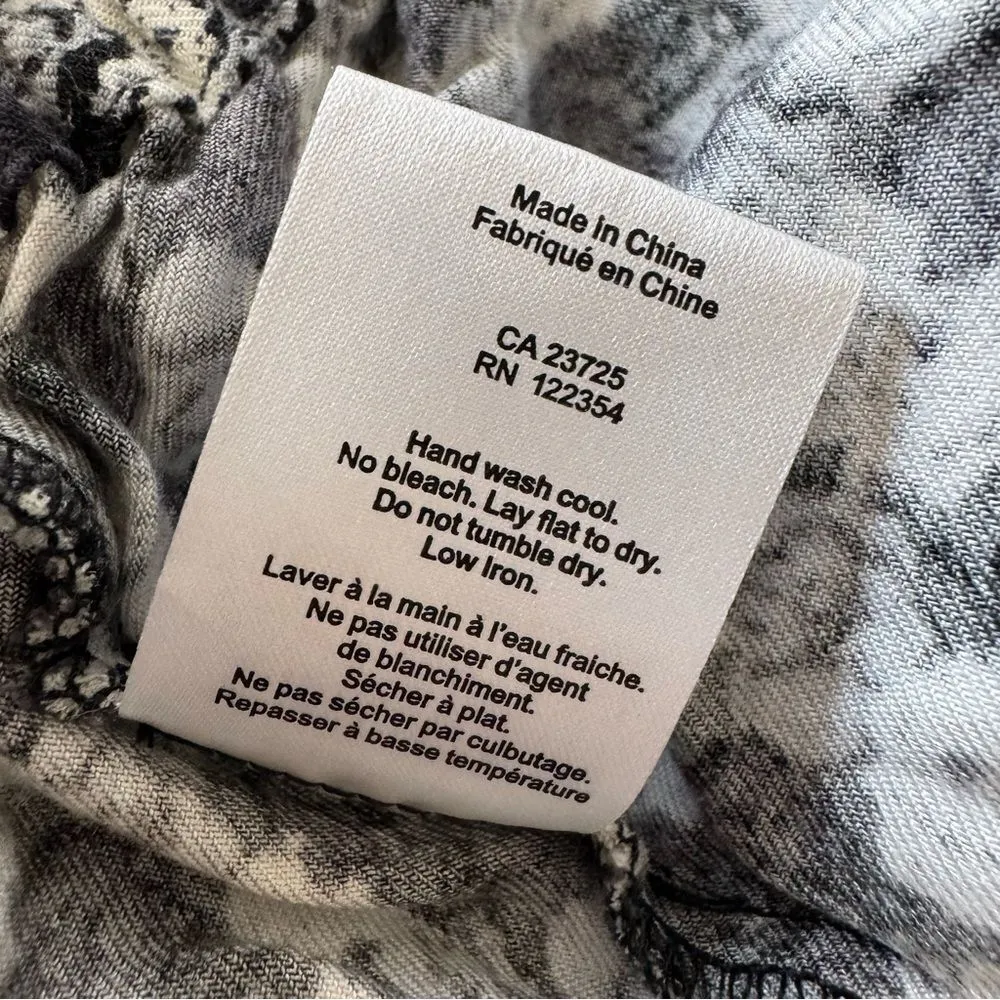 Made in China
Fabriqué en Chine
CA 23725
RN 122354
Hand wash cool.
No bleach. Lay flat to dry.
Do not tumble dry.
Low Iron.
Laver à la main à l'eau fraiche.
Ne pas utiliser d'agent
de blanchiment.
Sécher à plat.
Ne pas sécher par culbutage.
Repasser à basse température